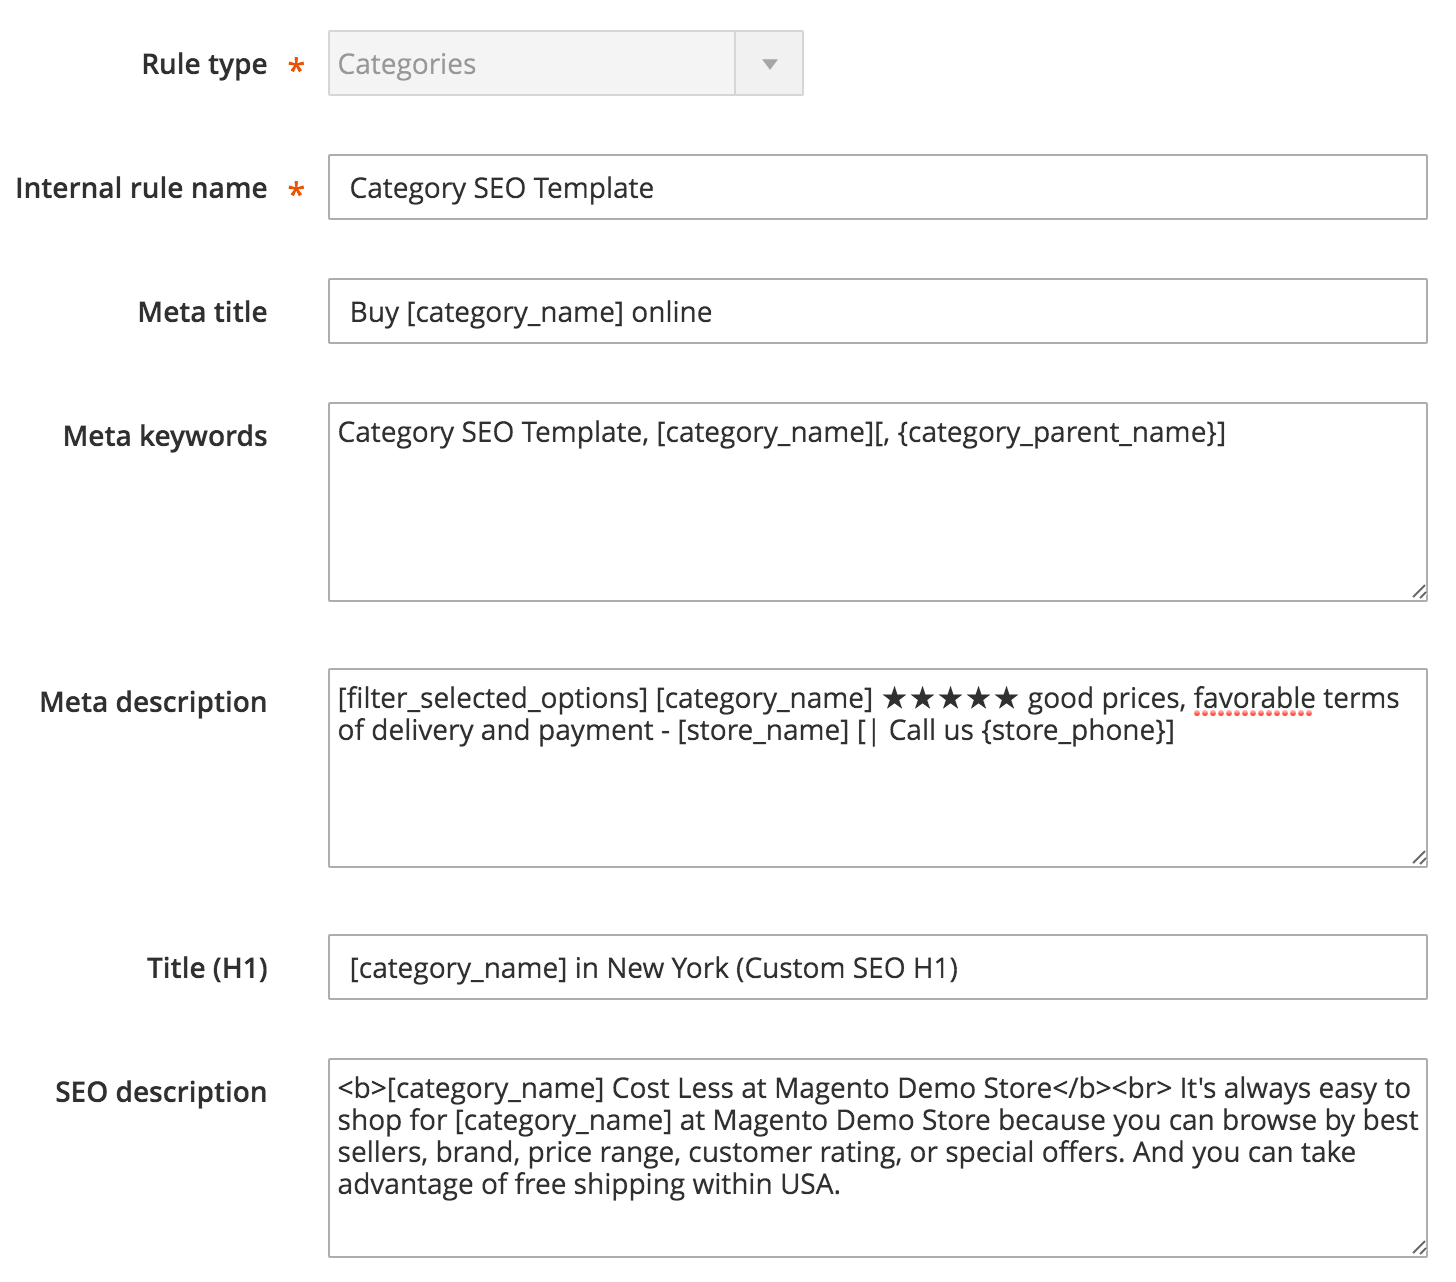 Rule type * Categories
Internal rule name * Category SEO Template
Meta title Buy [category_name] online
Meta keywords Category SEO Template, [category_name][, {category_parent_name}]
Meta description [filter_selected_options] [category_name] ★★★★★ good prices, favorable terms
of delivery and payment - [store_name] [| Call us {store_phone}]
Title (H1) [category_name] in New York (Custom SEO H1)
SEO description <b>[category_name] Cost Less at Magento Demo Store</b><br> It's always easy to
shop for [category_name] at Magento Demo Store because you can browse by best
sellers, brand, price range, customer rating, or special offers. And you can take
advantage of free shipping within USA.